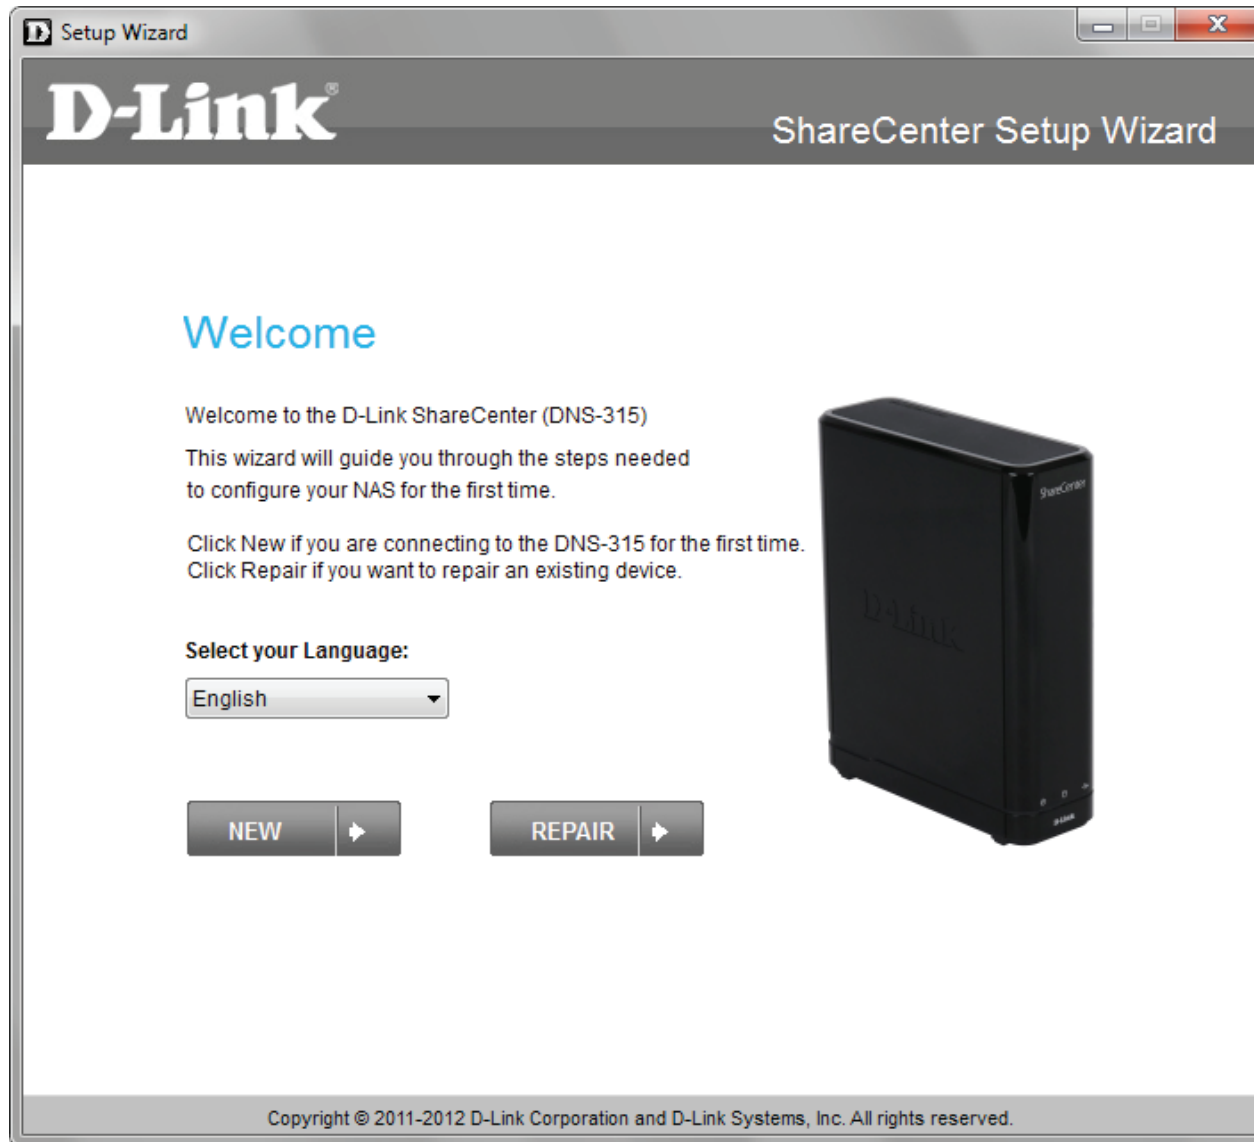 Setup Wizard
D-Link®
ShareCenter Setup Wizard
Welcome
Welcome to the D-Link ShareCenter (DNS-315)
This wizard will guide you through the steps needed
to configure your NAS for the first time.
Click New if you are connecting to the DNS-315 for the first time.
Click Repair if you want to repair an existing device.
ShareCenter
D-Link
Select your Language:
English
NEW
REPAIR
D-Link
Copyright © 2011-2012 D-Link Corporation and D-Link Systems, Inc. All rights reserved.